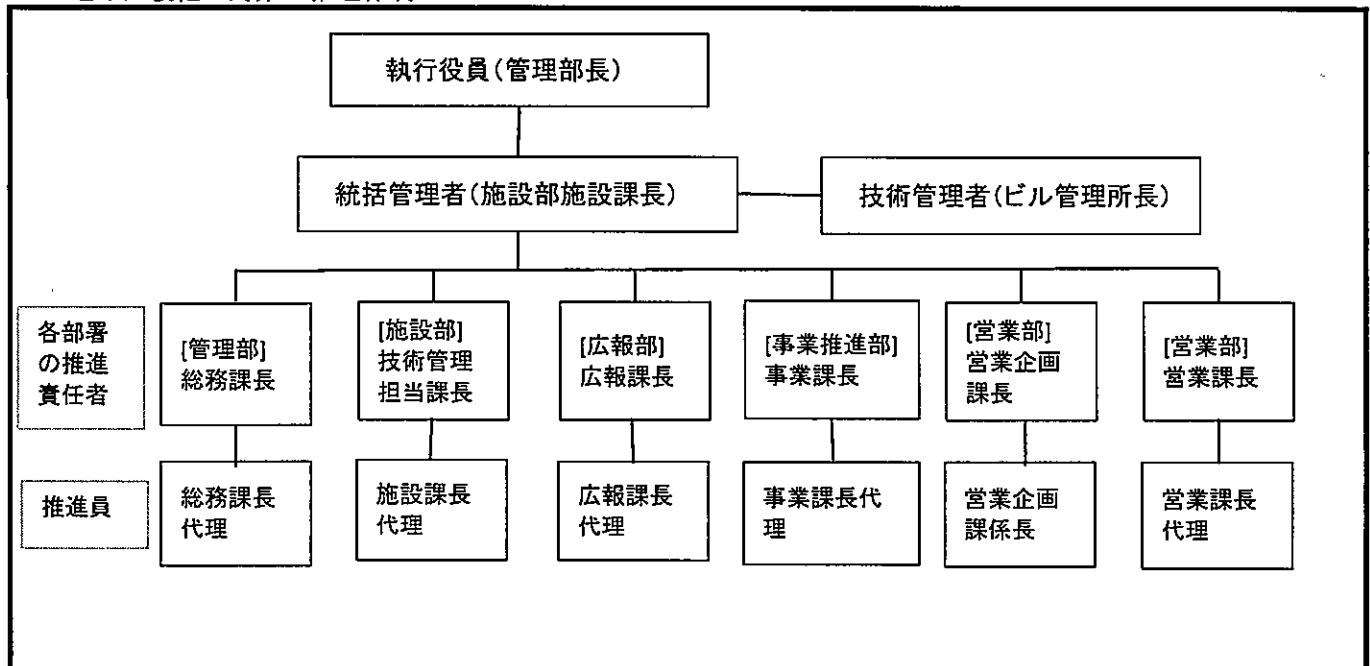 執行役員(管理部長)
統括管理者(施設部施設課長)
技術管理者(ビル管理所長)
各部署
の推進
責任者
[管理部]
総務課長
[施設部]
技術管理
担当課長
[広報部]
広報課長
[事業推進部]
事業課長
[営業部]
営業企画
課長
[営業部]
営業課長
推進員
総務課長
代理
施設課長
代理
広報課長
代理
事業課長代
理
営業企画
課係長
営業課長
代理